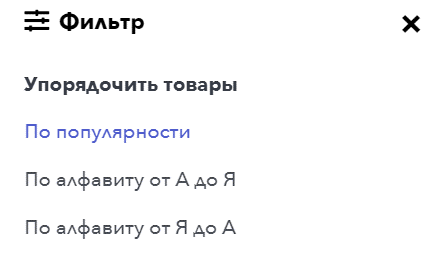 Фильтр
Упорядочить товары
По популярности
По алфавиту от А до Я
По алфавиту от Я до А